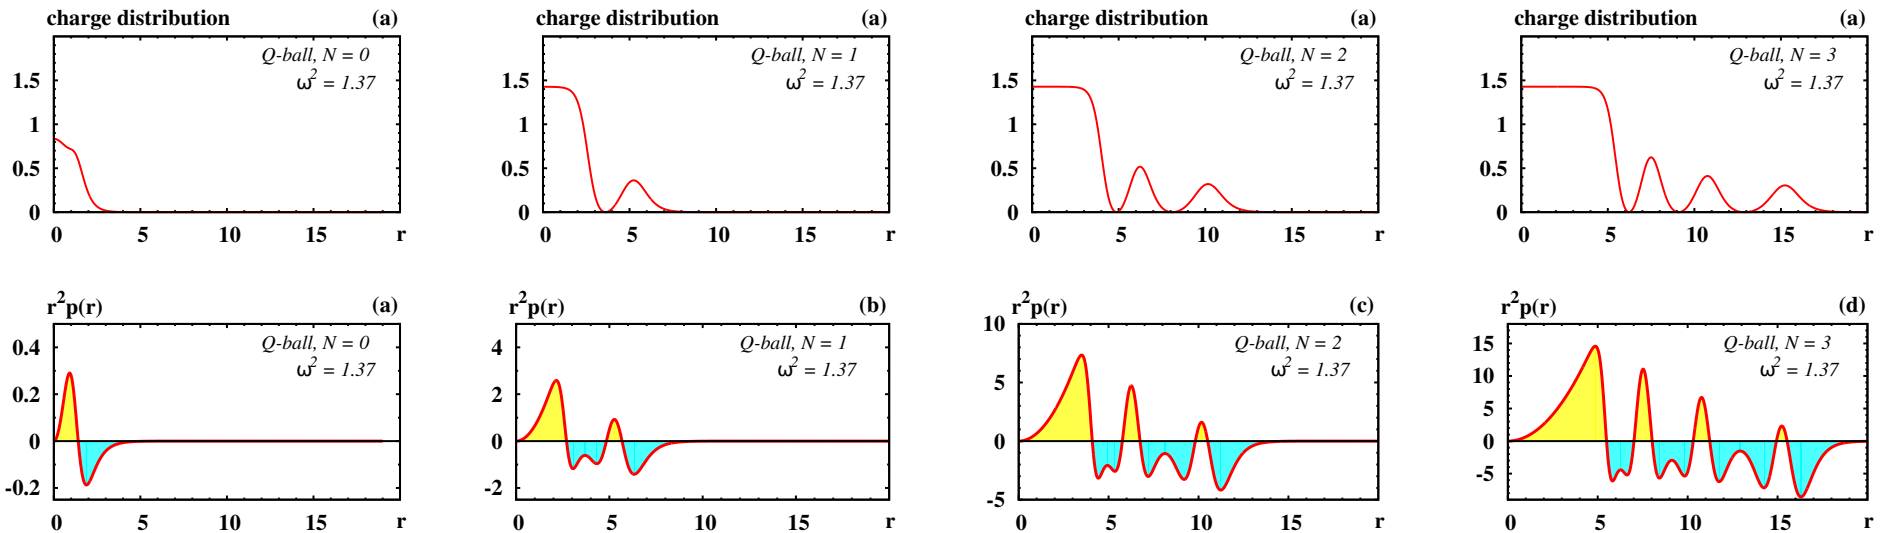 charge distribution (a)
Q-ball, N = 0
ω² = 1.37
1.5
1
0.5
0
0 5 10 15 r
charge distribution (a)
Q-ball, N = 1
ω² = 1.37
1.5
1
0.5
0
0 5 10 15 r
charge distribution (a)
Q-ball, N = 2
ω² = 1.37
1.5
1
0.5
0
0 5 10 15 r
charge distribution (a)
Q-ball, N = 3
ω² = 1.37
1.5
1
0.5
0
0 5 10 15 r
r²p(r) (a)
Q-ball, N = 0
ω² = 1.37
0.4
0.2
0
-0.2
0 5 10 15 r
r²p(r) (b)
Q-ball, N = 1
ω² = 1.37
4
2
0
-2
0 5 10 15 r
r²p(r) (c)
Q-ball, N = 2
ω² = 1.37
10
5
0
-5
0 5 10 15 r
r²p(r) (d)
Q-ball, N = 3
ω² = 1.37
15
10
5
0
-5
0 5 10 15 r